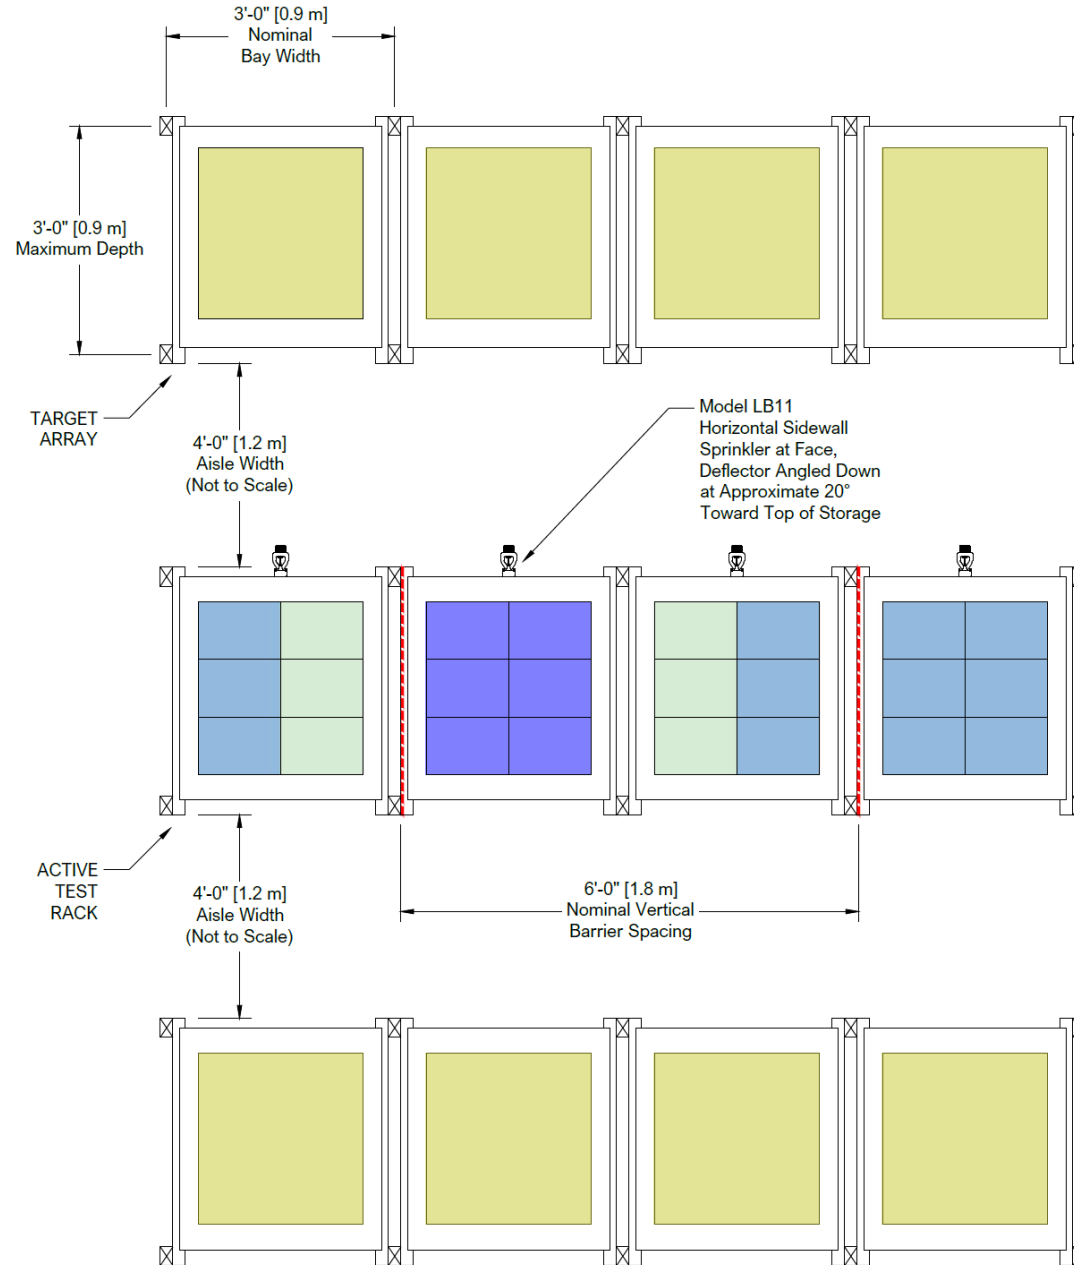 3'-0" [0.9 m]
Nominal
Bay Width
3'-0" [0.9 m]
Maximum Depth
TARGET
ARRAY
4'-0" [1.2 m]
Aisle Width
(Not to Scale)
Model LB11
Horizontal Sidewall
Sprinkler at Face,
Deflector Angled Down
at Approximate 20°
Toward Top of Storage
ACTIVE
TEST
RACK
4'-0" [1.2 m]
Aisle Width
(Not to Scale)
6'-0" [1.8 m]
Nominal Vertical
Barrier Spacing